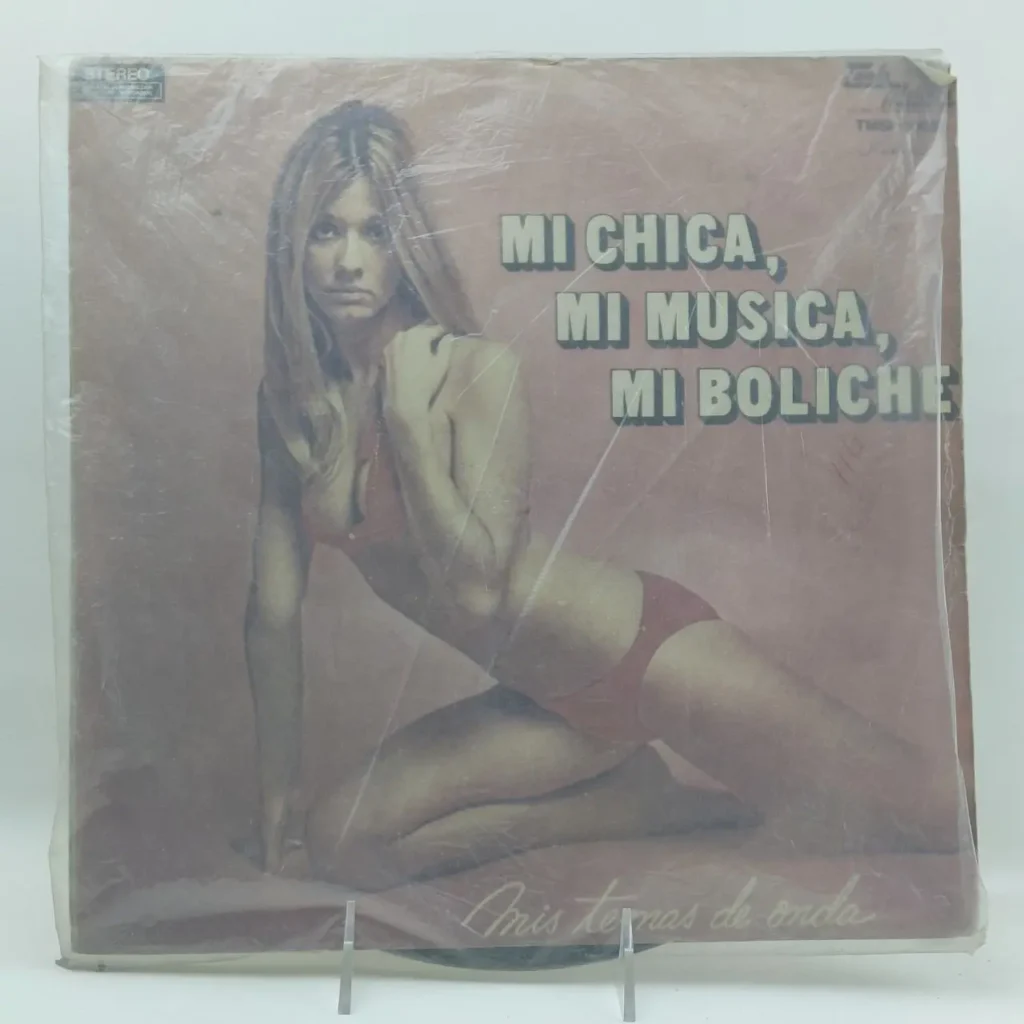 STEREO
MI CHICA,
MI MUSICA,
MI BOLICHE
mis temas de onda